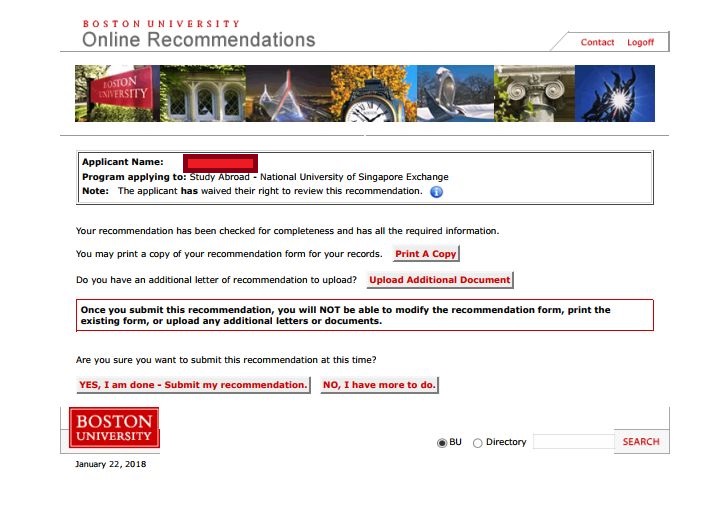 BOSTON UNIVERSITY
Online Recommendations
Contact Logoff
BOSTON
UNIVERSITY
Applicant Name:
Program applying to: Study Abroad - National University of Singapore Exchange
Note: The applicant has waived their right to review this recommendation. i
Your recommendation has been checked for completeness and has all the required information.
You may print a copy of your recommendation form for your records. Print A Copy
Do you have an additional letter of recommendation to upload? Upload Additional Document
Once you submit this recommendation, you will NOT be able to modify the recommendation form, print the
existing form, or upload any additional letters or documents.
Are you sure you want to submit this recommendation at this time?
YES, I am done - Submit my recommendation. NO, I have more to do.
BOSTON
UNIVERSITY
BU Directory SEARCH
January 22, 2018